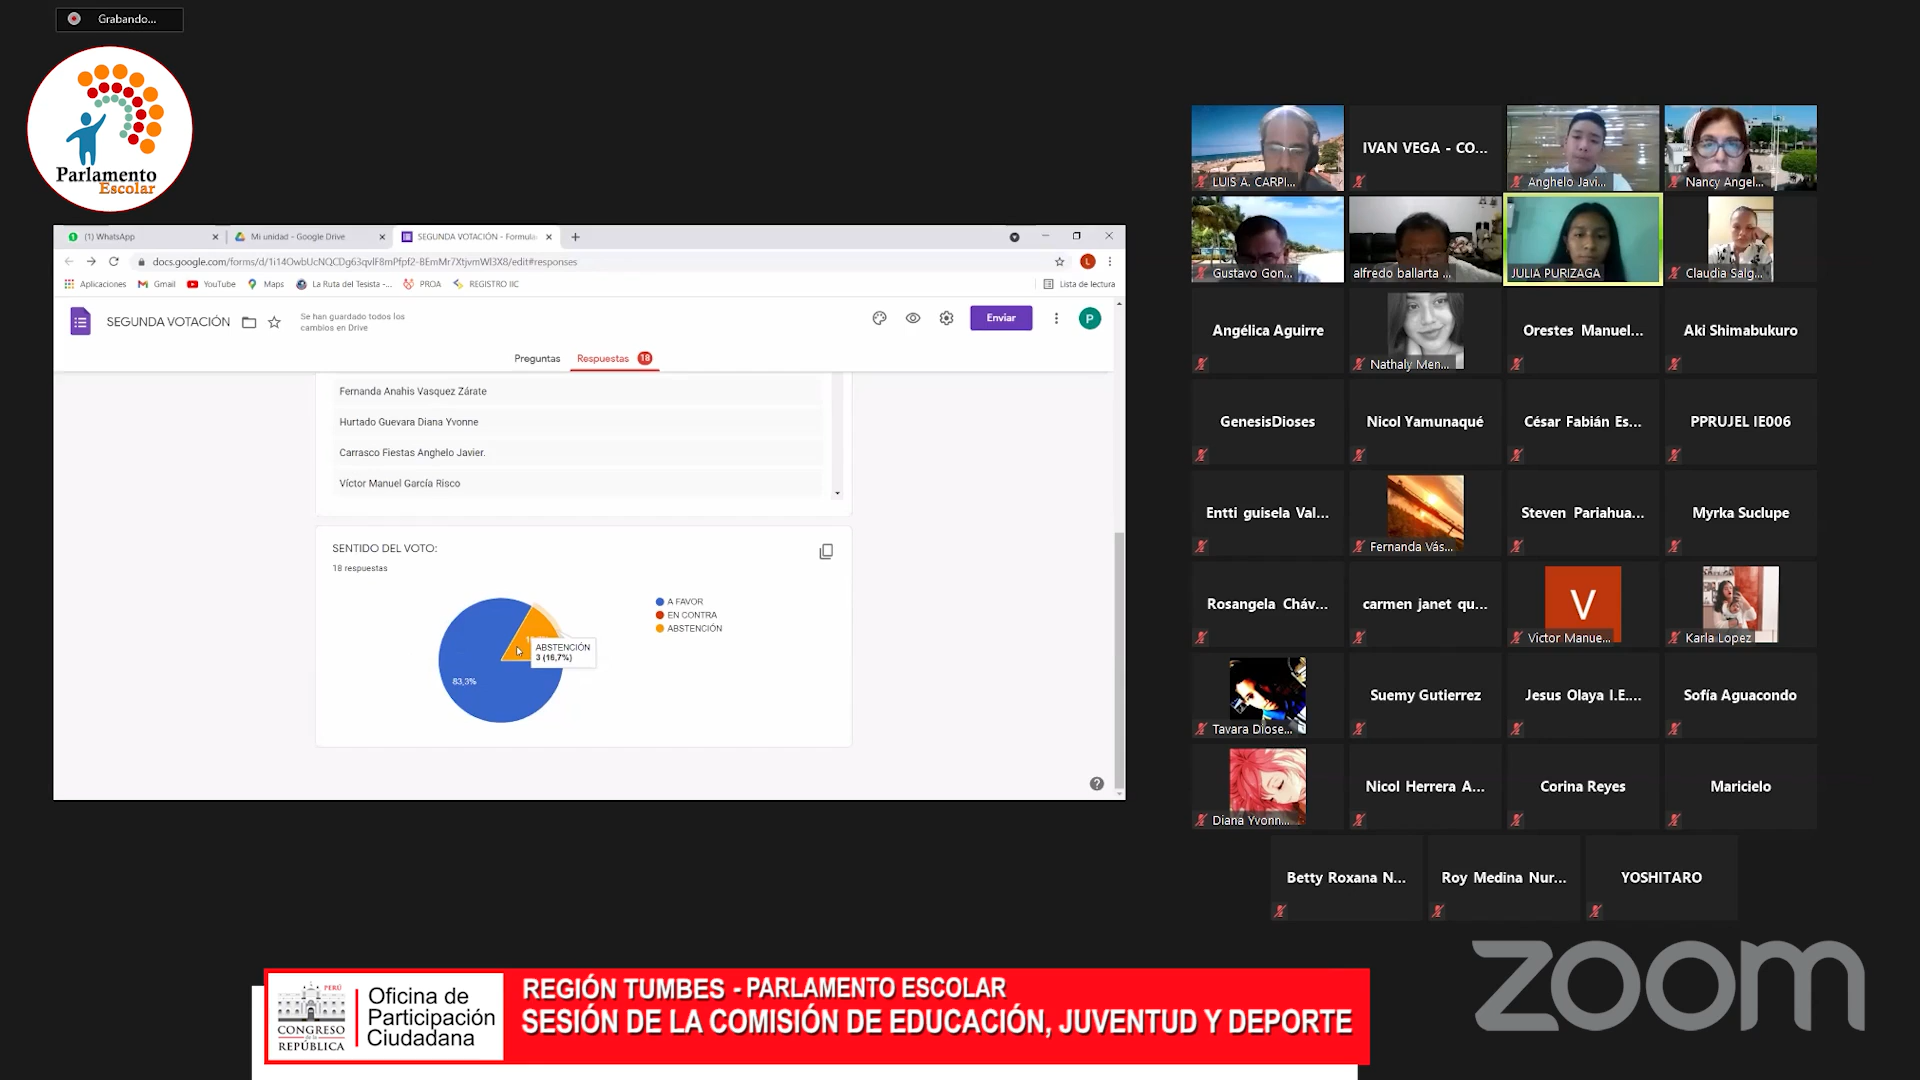 Grabando...
Parlamento
Escolar
(1) WhatsApp
Mi unidad - Google Drive
SEGUNDA VOTACIÓN - Formula
docs.google.com/forms/d/1i14OwbUcNQCDg63qvlF8mPfpf2-BEmMr7XtjvmWl3X8/edit#responses
L
Aplicaciones
Gmail
YouTube
Maps
La Ruta del Tesista -...
PROA
REGISTRO IIC
Lista de lectura
SEGUNDA VOTACIÓN
Se han guardado todos los
cambios en Drive
Enviar
P
Preguntas
Respuestas 18
Fernanda Anahis Vasquez Zárate
Hurtado Guevara Diana Yvonne
Carrasco Fiestas Anghelo Javier.
Víctor Manuel García Risco
SENTIDO DEL VOTO:
18 respuestas
A FAVOR
EN CONTRA
ABSTENCIÓN
ABSTENCIÓN
3 (16,7%)
83,3%
LUIS A. CARPI...
IVAN VEGA - CO...
Anghelo Javi...
Nancy Angel...
Gustavo Gon...
alfredo ballarta ...
JULIA PURIZAGA
Claudia Salg...
Angélica Aguirre
Nathaly Men...
Orestes Manuel...
Aki Shimabukuro
GenesisDioses
Nicol Yamunaqué
César Fabián Es...
PPRUJEL IE006
Entti guisela Val...
Fernanda Vás...
Steven Pariahua...
Myrka Suclupe
Rosangela Cháv...
carmen janet qu...
V
Victor Manue...
Karla Lopez
Tavara Diose...
Suemy Gutierrez
Jesus Olaya I.E....
Sofía Aguacondo
Diana Yvonn...
Nicol Herrera A...
Corina Reyes
Maricielo
Betty Roxana N...
Roy Medina Nur...
YOSHITARO
zoom
PERÚ
CONGRESO
de la
REPÚBLICA
Oficina de
Participación
Ciudadana
REGIÓN TUMBES - PARLAMENTO ESCOLAR
SESIÓN DE LA COMISIÓN DE EDUCACIÓN, JUVENTUD Y DEPORTE